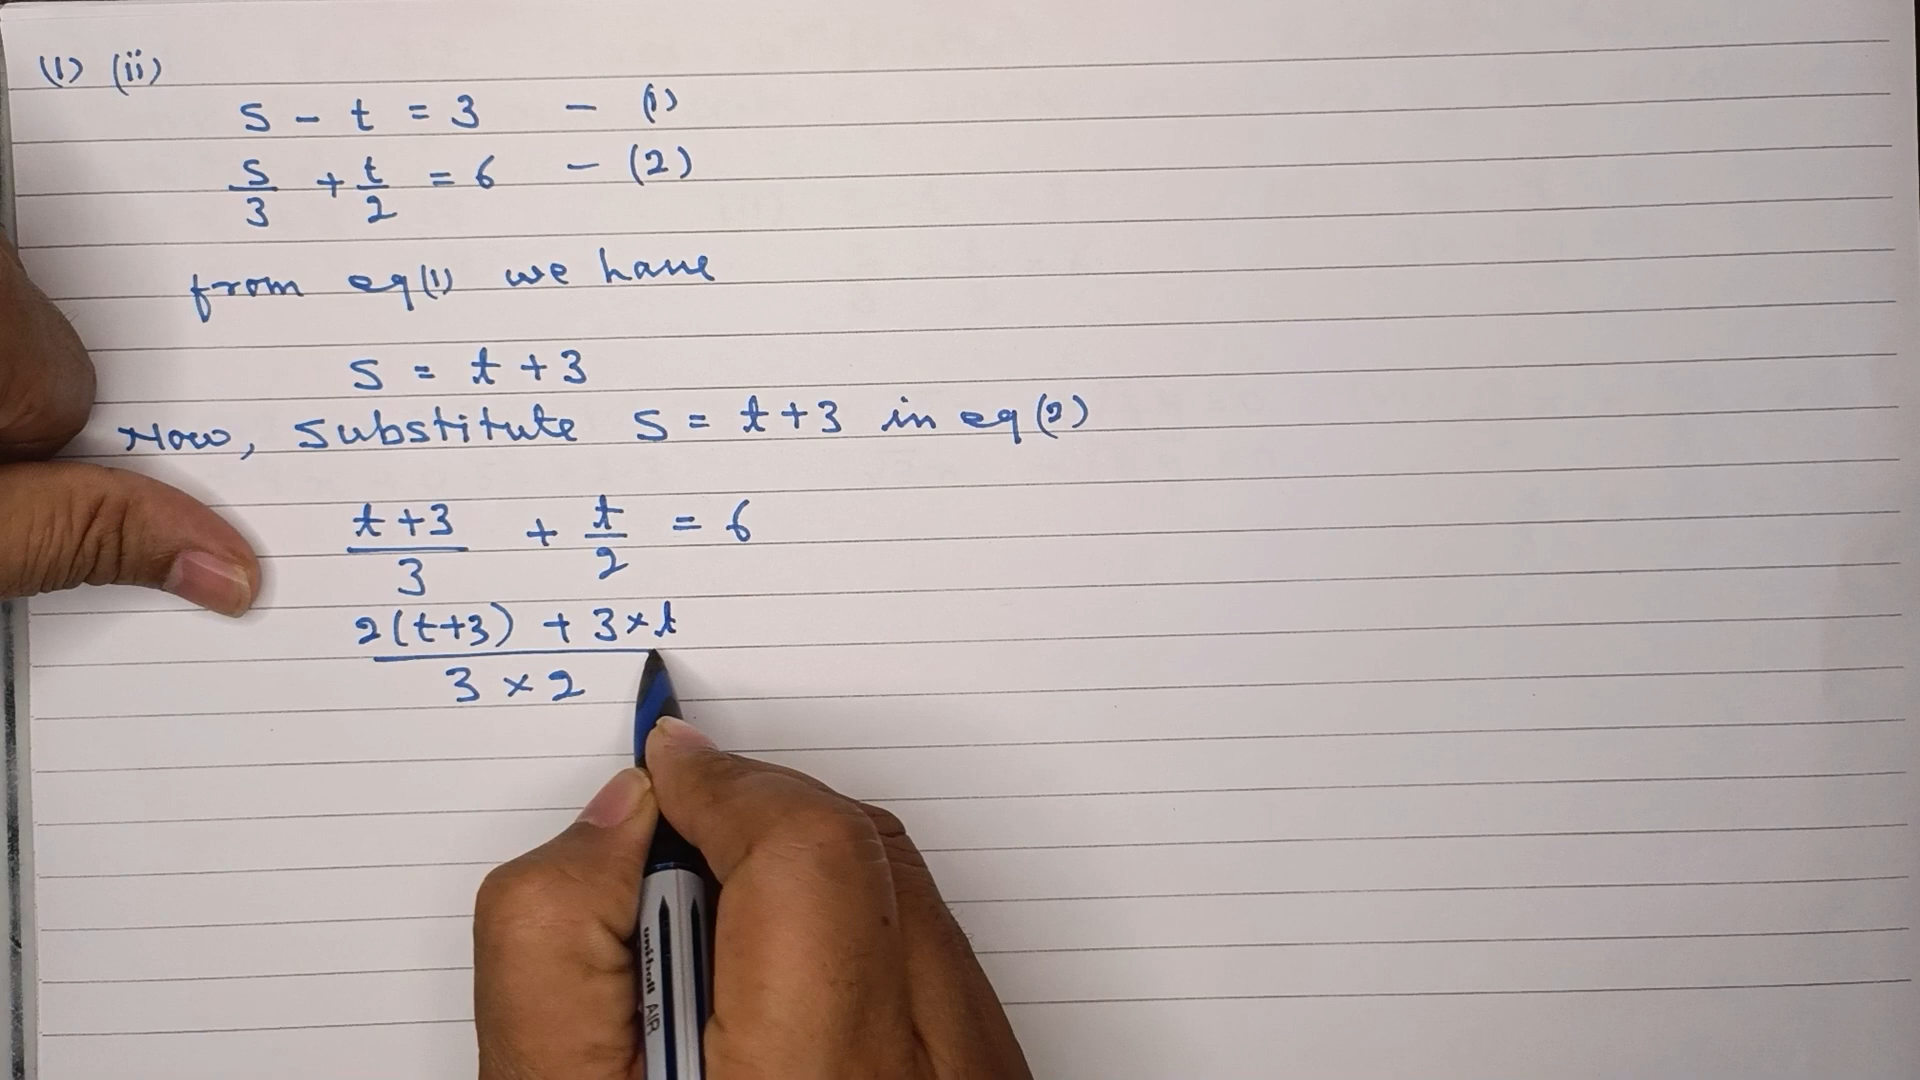 (1) (ii)
s - t = 3 - (1)
s/3 + t/2 = 6 - (2)
from eq(1) we have
s = t + 3
Now, substitute s = t + 3 in eq (2)
t + 3/3 + t/2 = 6
2(t+3) + 3 × t/3 × 2
uniball AIR